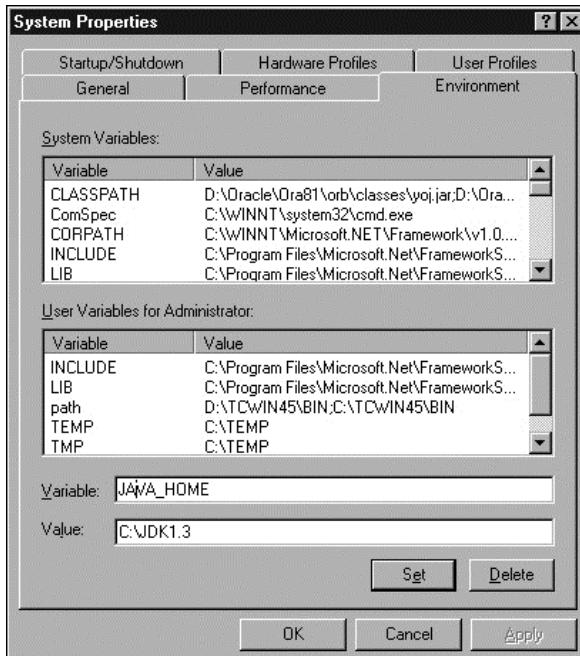 System Properties
Startup/Shutdown Hardware Profiles User Profiles
General Performance Environment
System Variables:
Variable Value
CLASSPATH D:\Oracle\Ora81\orb\classes\yoj.jar;D:\Ora...
ComSpec C:\WINNT\system32\cmd.exe
CORPATH C:\WINNT\Microsoft.NET\Framework\v1.0....
INCLUDE C:\Program Files\Microsoft.Net\FrameworkS...
LIB C:\Program Files\Microsoft.Net\FrameworkS...
User Variables for Administrator:
Variable Value
INCLUDE C:\Program Files\Microsoft.Net\FrameworkS...
LIB C:\Program Files\Microsoft.Net\FrameworkS...
path D:\TCWIN45\BIN;C:\TCWIN45\BIN
TEMP C:\TEMP
TMP C:\TEMP
Variable: JAVA_HOME
Value: C:\JDK1.3
Set Delete
OK Cancel Apply